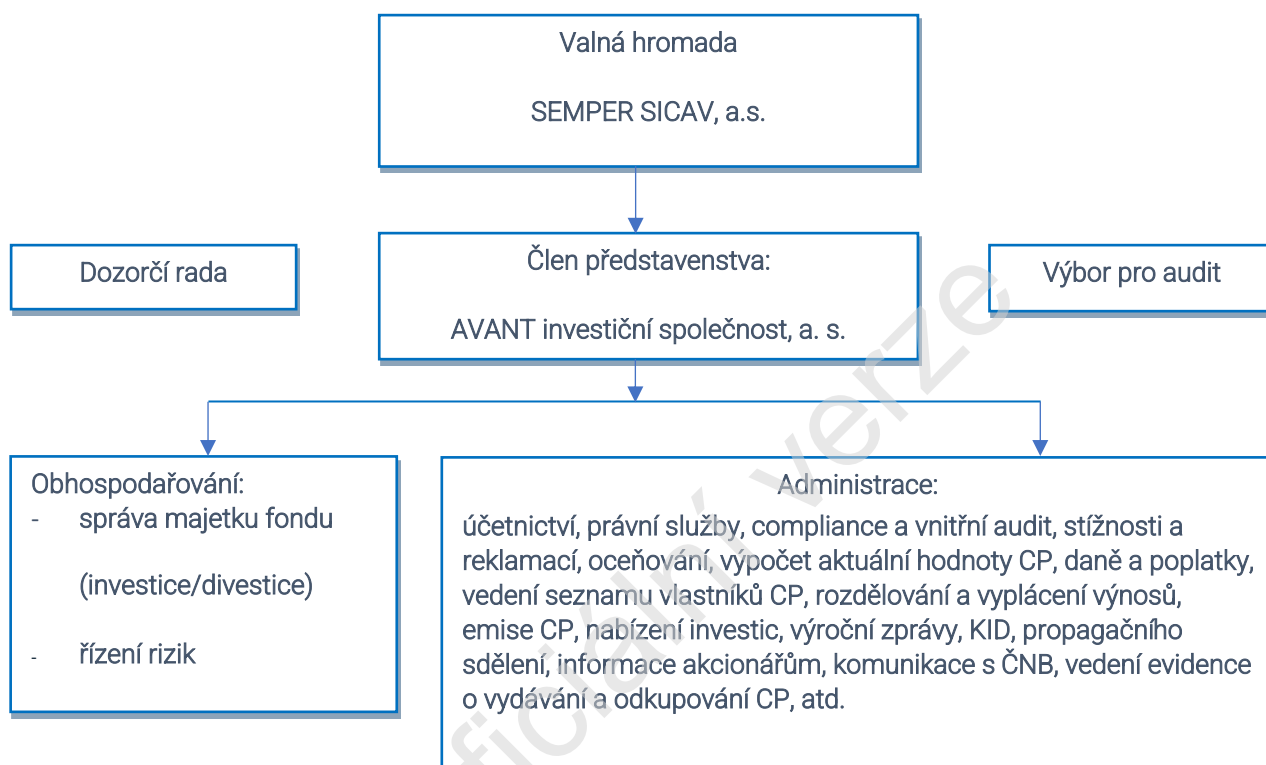 Valná hromada
SEMPER SICAV, a.s.
Dozorčí rada
Člen představenstva:
AVANT investiční společnost, a. s.
Výbor pro audit
Obhospodařování:
- správa majetku fondu
(investice/divestice)
- řízení rizik
Administrace:
účetnictví, právní služby, compliance a vnitřní audit, stížnosti a
reklamací, oceňování, výpočet aktuální hodnoty CP, daně a poplatky,
vedení seznamu vlastníků CP, rozdělování a vyplácení výnosů,
emise CP, nabízení investic, výroční zprávy, KID, propagačního
sdělení, informace akcionářům, komunikace s ČNB, vedení evidence
o vydávání a odkupování CP, atd.
ficiální verze